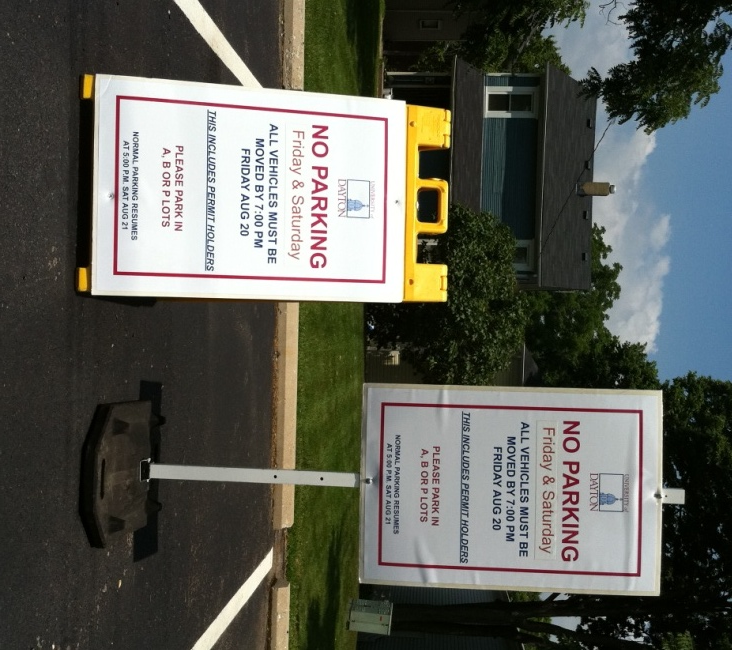 UNIVERSITY of
DAYTON
NO PARKING
Friday & Saturday
ALL VEHICLES MUST BE
MOVED BY 7:00 PM
FRIDAY AUG 20
THIS INCLUDES PERMIT HOLDERS
PLEASE PARK IN
A, B OR P LOTS
NORMAL PARKING RESUMES
AT 5:00 P.M. SAT AUG 21
UNIVERSITY of
DAYTON
NO PARKING
Friday & Saturday
ALL VEHICLES MUST BE
MOVED BY 7:00 PM
FRIDAY AUG 20
THIS INCLUDES PERMIT HOLDERS
PLEASE PARK IN
A, B OR P LOTS
NORMAL PARKING RESUMES
AT 5:00 P.M. SAT AUG 21